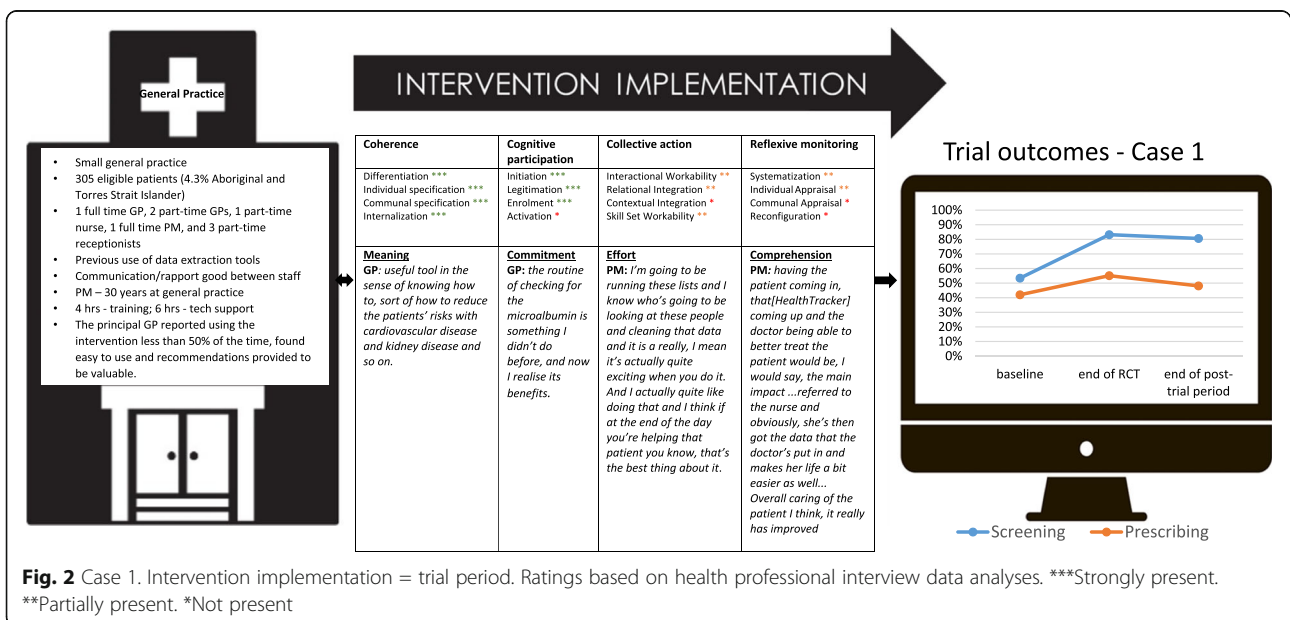 INTERVENTION IMPLEMENTATION
General Practice
• Small general practice
• 305 eligible patients (4.3% Aboriginal and
Torres Strait Islander)
• 1 full time GP, 2 part-time GPs, 1 part-time
nurse, 1 full time PM, and 3 part-time
receptionists
• Previous use of data extraction tools
• Communication/rapport good between staff
• PM – 30 years at general practice
• 4 hrs - training; 6 hrs - tech support
• The principal GP reported using the
intervention less than 50% of the time, found
easy to use and recommendations provided to
be valuable.
Coherence
Differentiation ***
Individual specification ***
Communal specification ***
Internalization ***
Meaning
GP: useful tool in the
sense of knowing how
to, sort of how to reduce
the patients’ risks with
cardiovascular disease
and kidney disease and
so on.
Cognitive
participation
Initiation ***
Legitimation ***
Enrolment ***
Activation *
Commitment
GP: the routine
of checking for
the
microalbumin is
something I
didn’t do
before, and now
I realise its
benefits.
Collective action
Interactional Workability **
Relational Integration **
Contextual Integration *
Skill Set Workability **
Effort
PM: I’m going to be
running these lists and I
know who’s going to be
looking at these people
and cleaning that data
and it is a really, I mean
it’s actually quite
exciting when you do it.
And I actually quite like
doing that and I think if
at the end of the day
you’re helping that
patient you know, that’s
the best thing about it.
Reflexive monitoring
Systematization **
Individual Appraisal **
Communal Appraisal *
Reconfiguration *
Comprehension
PM: having the
patient coming in,
that[HealthTracker]
coming up and the
doctor being able to
better treat the
patient would be, I
would say, the main
impact ...referred to
the nurse and
obviously, she’s then
got the data that the
doctor’s put in and
makes her life a bit
easier as well...
Overall caring of the
patient I think, it really
has improved
Trial outcomes - Case 1
100%
90%
80%
70%
60%
50%
40%
30%
20%
10%
0%
baseline
end of RCT
end of post-
trial period
Screening
Prescribing
Fig. 2 Case 1. Intervention implementation = trial period. Ratings based on health professional interview data analyses. ***Strongly present.
**Partially present. *Not present